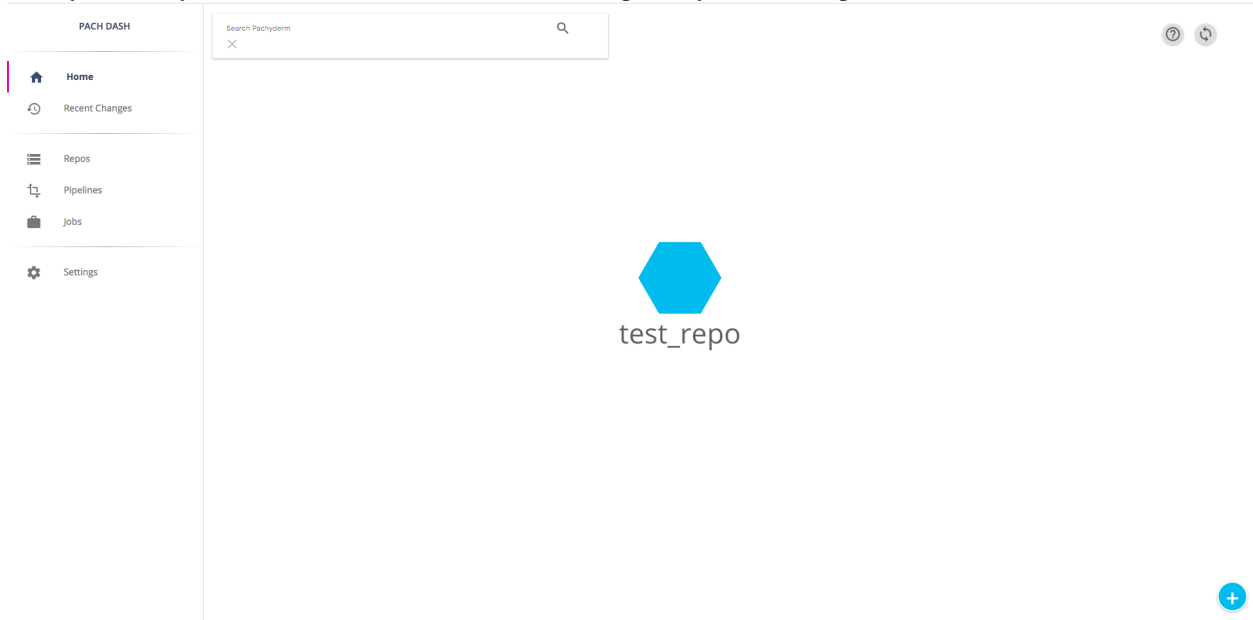 PACH DASH
Search Pachyderm
Home
Recent Changes
Repos
Pipelines
Jobs
Settings
test_repo